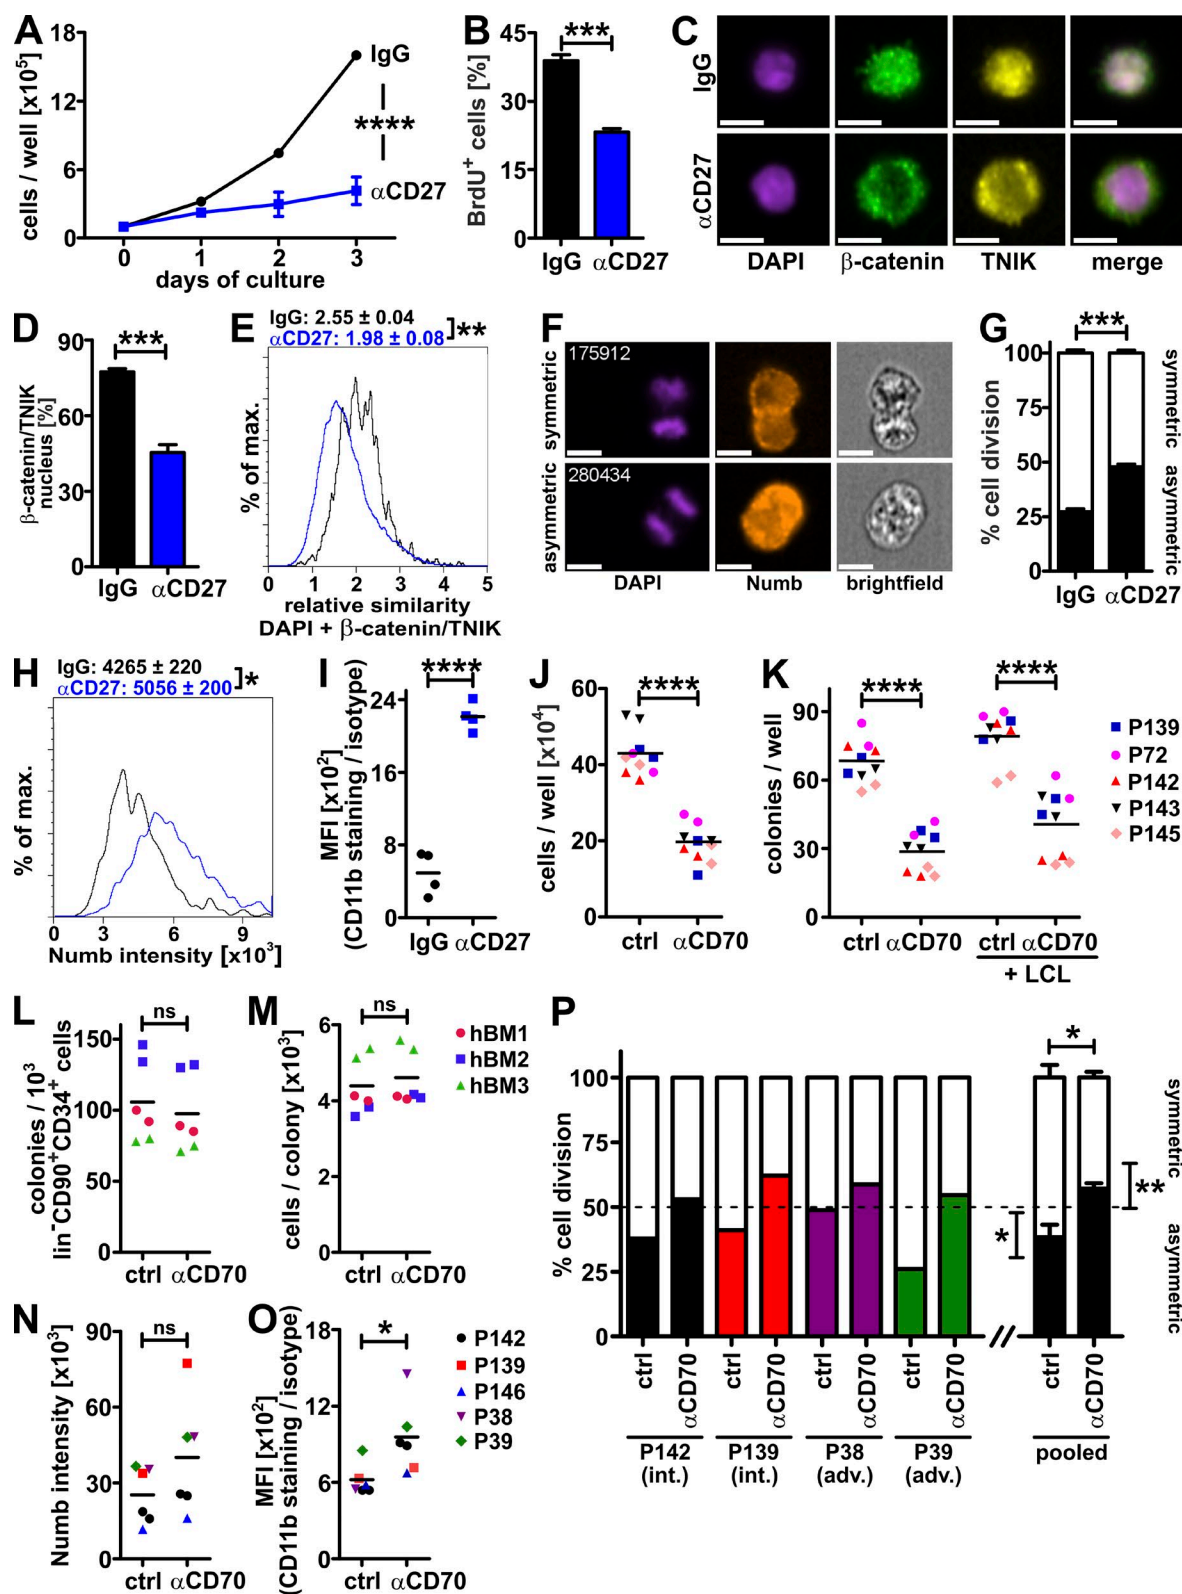 A
cells / well [x10⁵]
18
12
6
0
0 1 2 3
days of culture
IgG
****
αCD27
B
BrdU⁺ cells [%]
45
30
15
0
***
IgG αCD27
C
IgG
αCD27
DAPI β-catenin TNIK merge
D
β-catenin/TNIK
nucleus [%]
90
60
30
0
***
IgG αCD27
E
IgG: 2.55 ± 0.04
αCD27: 1.98 ± 0.08
**
% of max.
0 1 2 3 4 5
relative similarity
DAPI + β-catenin/TNIK
F
symmetric
175912
asymmetric
280434
DAPI Numb brightfield
G
***
% cell division
100
75
50
25
0
symmetric
asymmetric
IgG αCD27
H
IgG: 4265 ± 220
αCD27: 5056 ± 200
*
% of max.
0 3 6 9
Numb intensity [x10³]
I
MFI [x10²]
(CD11b staining / isotype)
24
16
8
0
****
IgG αCD27
J
cells / well [x10⁴]
60
40
20
0
****
ctrl αCD70
K
colonies / well
90
60
30
0
****
****
ctrl αCD70 ctrl αCD70
+ LCL
P139
P72
P142
P143
P145
L
colonies / 10³
lin⁻CD90⁺CD34⁺ cells
150
100
50
0
ns
ctrl αCD70
M
cells / colony [x10³]
6
4
2
0
ns
ctrl αCD70
hBM1
hBM2
hBM3
N
Numb intensity [x10³]
90
60
30
0
ns
ctrl αCD70
O
MFI [x10²]
(CD11b staining / isotype)
18
12
6
0
*
ctrl αCD70
P142
P139
P146
P38
P39
P
% cell division
100
75
50
25
0
*
*
**
symmetric
asymmetric
ctrl αCD70 ctrl αCD70 ctrl αCD70 ctrl αCD70 ctrl αCD70
P142 P139 P38 P39 pooled
(int.) (int.) (adv.) (adv.)